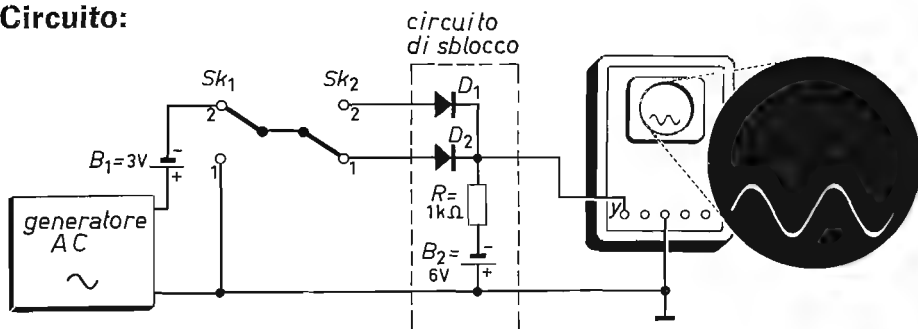 Circuito:
circuito
di sblocco
Sk1
Sk2
2
2
D1
D2
B1=3V
-
+
1
1
generatore
AC
R=
1kΩ
B2=
6V
-
+
y